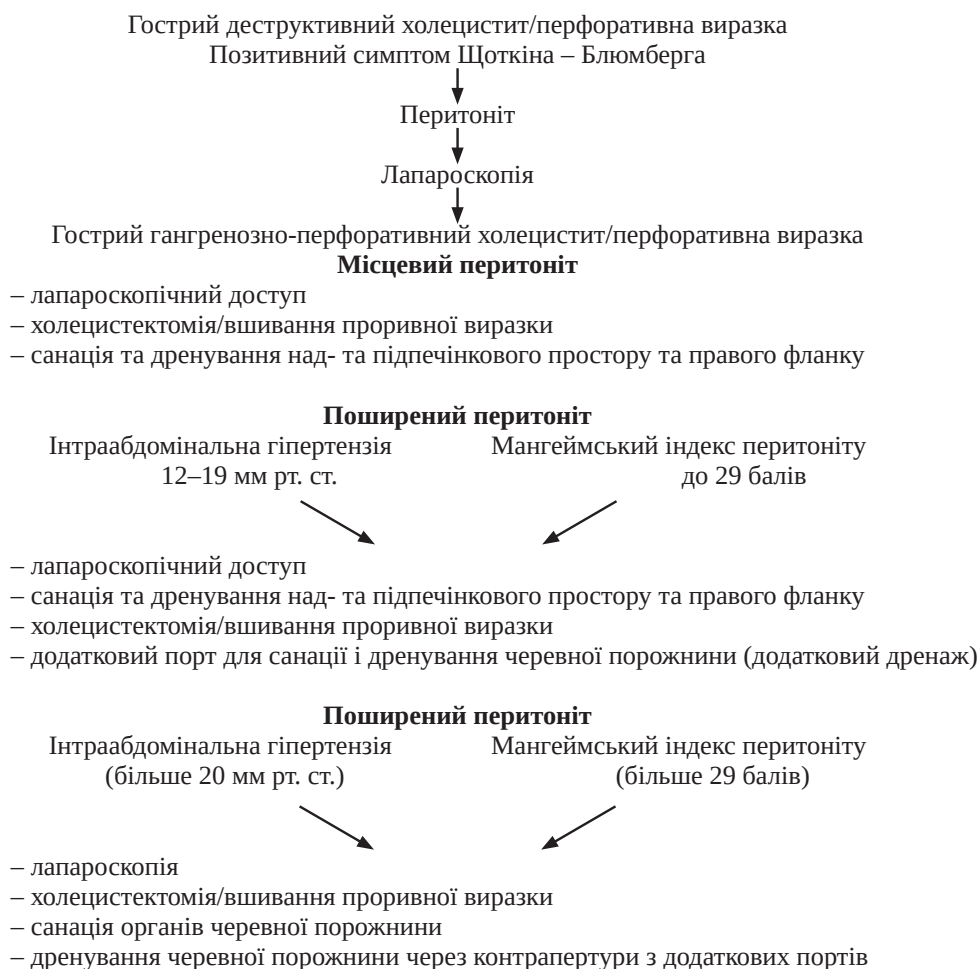 Гострий деструктивний холецистит/перфоративна виразка
Позитивний симптом Щоткіна – Блюмберга
Перитоніт
Лапароскопія
Гострий гангренозно-перфоративний холецистит/перфоративна виразка
Місцевий перитоніт
– лапароскопічний доступ
– холецистектомія/вшивання проривної виразки
– санація та дренування над- та підпечінкового простору та правого фланку
Поширений перитоніт
Інтраабдомінальна гіпертензія
12–19 мм рт. ст.
Мангеймський індекс перитоніту
до 29 балів
– лапароскопічний доступ
– санація та дренування над- та підпечінкового простору та правого фланку
– холецистектомія/вшивання проривної виразки
– додатковий порт для санації і дренування черевної порожнини (додатковий дренаж)
Поширений перитоніт
Інтраабдомінальна гіпертензія
(більше 20 мм рт. ст.)
Мангеймський індекс перитоніту
(більше 29 балів)
– лапароскопія
– холецистектомія/вшивання проривної виразки
– санація органів черевної порожнини
– дренування черевної порожнини через контрапертури з додаткових портів